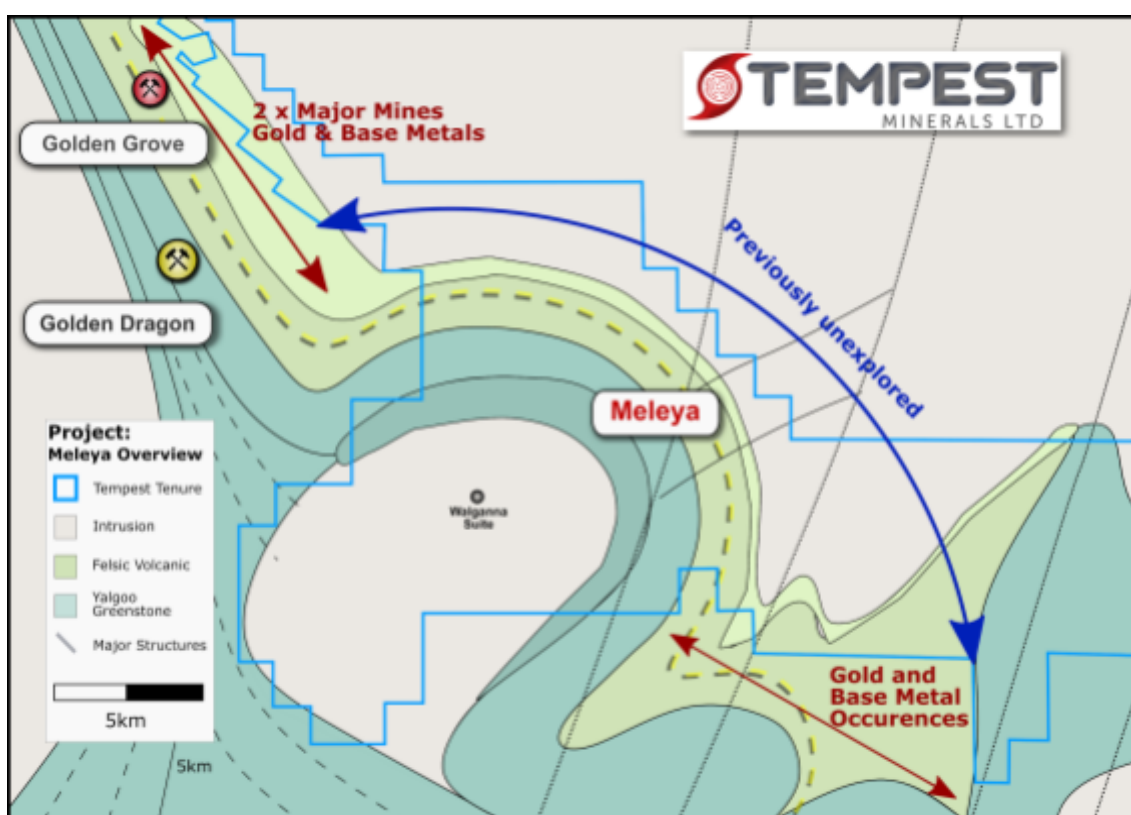 TEMPEST
MINERALS LTD
2 x Major Mines
Gold & Base Metals
Golden Grove
Golden Dragon
Previously unexplored
Meleya
Project:
Meleya Overview
Tempest Tenure
Intrusion
Felsic Volcanic
Yalgoo
Greenstone
Major Structures
5km
5km
Walganna
Suite
Gold and
Base Metal
Occurences